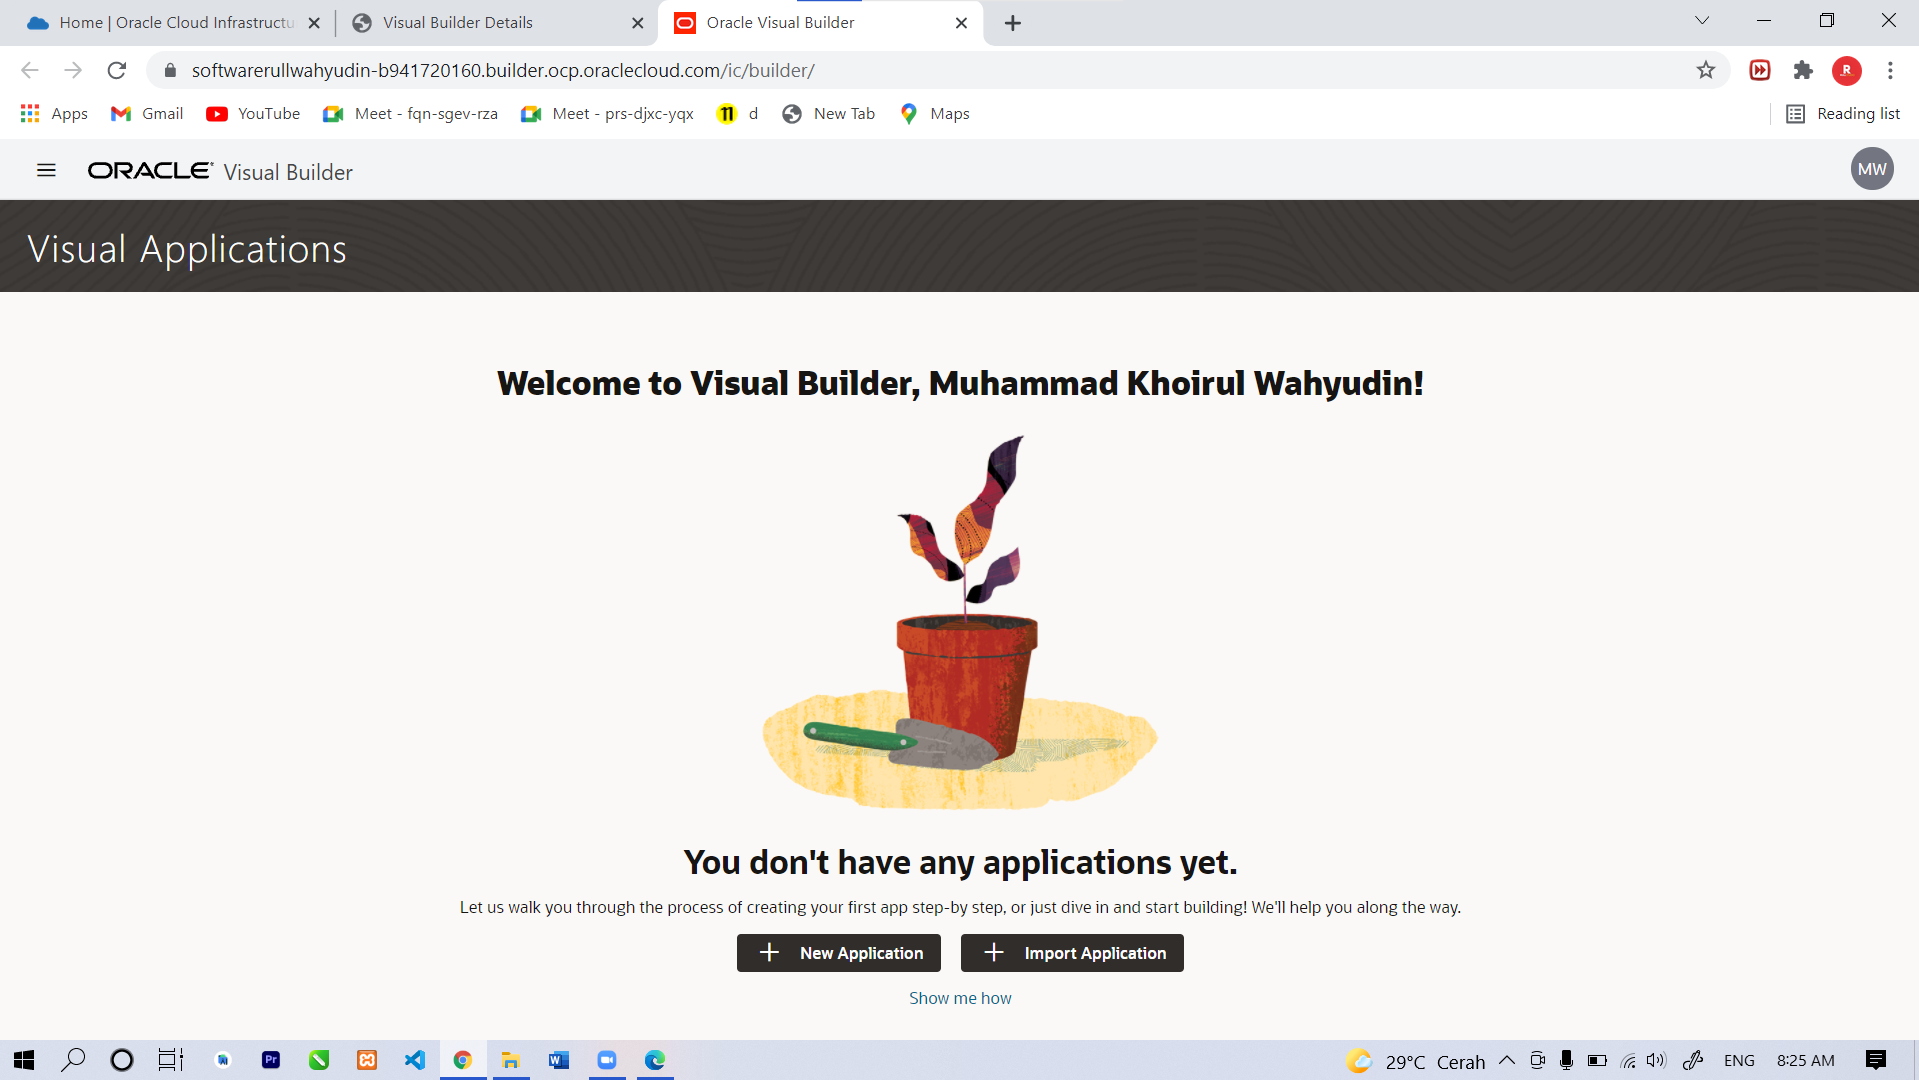 Home | Oracle Cloud Infrastructu
Visual Builder Details
Oracle Visual Builder
softwarerullwahyudin-b941720160.builder.ocp.oraclecloud.com/ic/builder/
R
Apps
Gmail
YouTube
Meet - fqn-sgev-rza
Meet - prs-djxc-yqx
d
New Tab
Maps
Reading list
ORACLE Visual Builder
MW
Visual Applications
Welcome to Visual Builder, Muhammad Khoirul Wahyudin!
You don't have any applications yet.
Let us walk you through the process of creating your first app step-by step, or just dive in and start building! We'll help you along the way.
New Application
Import Application
Show me how
Pr
29°C Cerah
ENG
8:25 AM